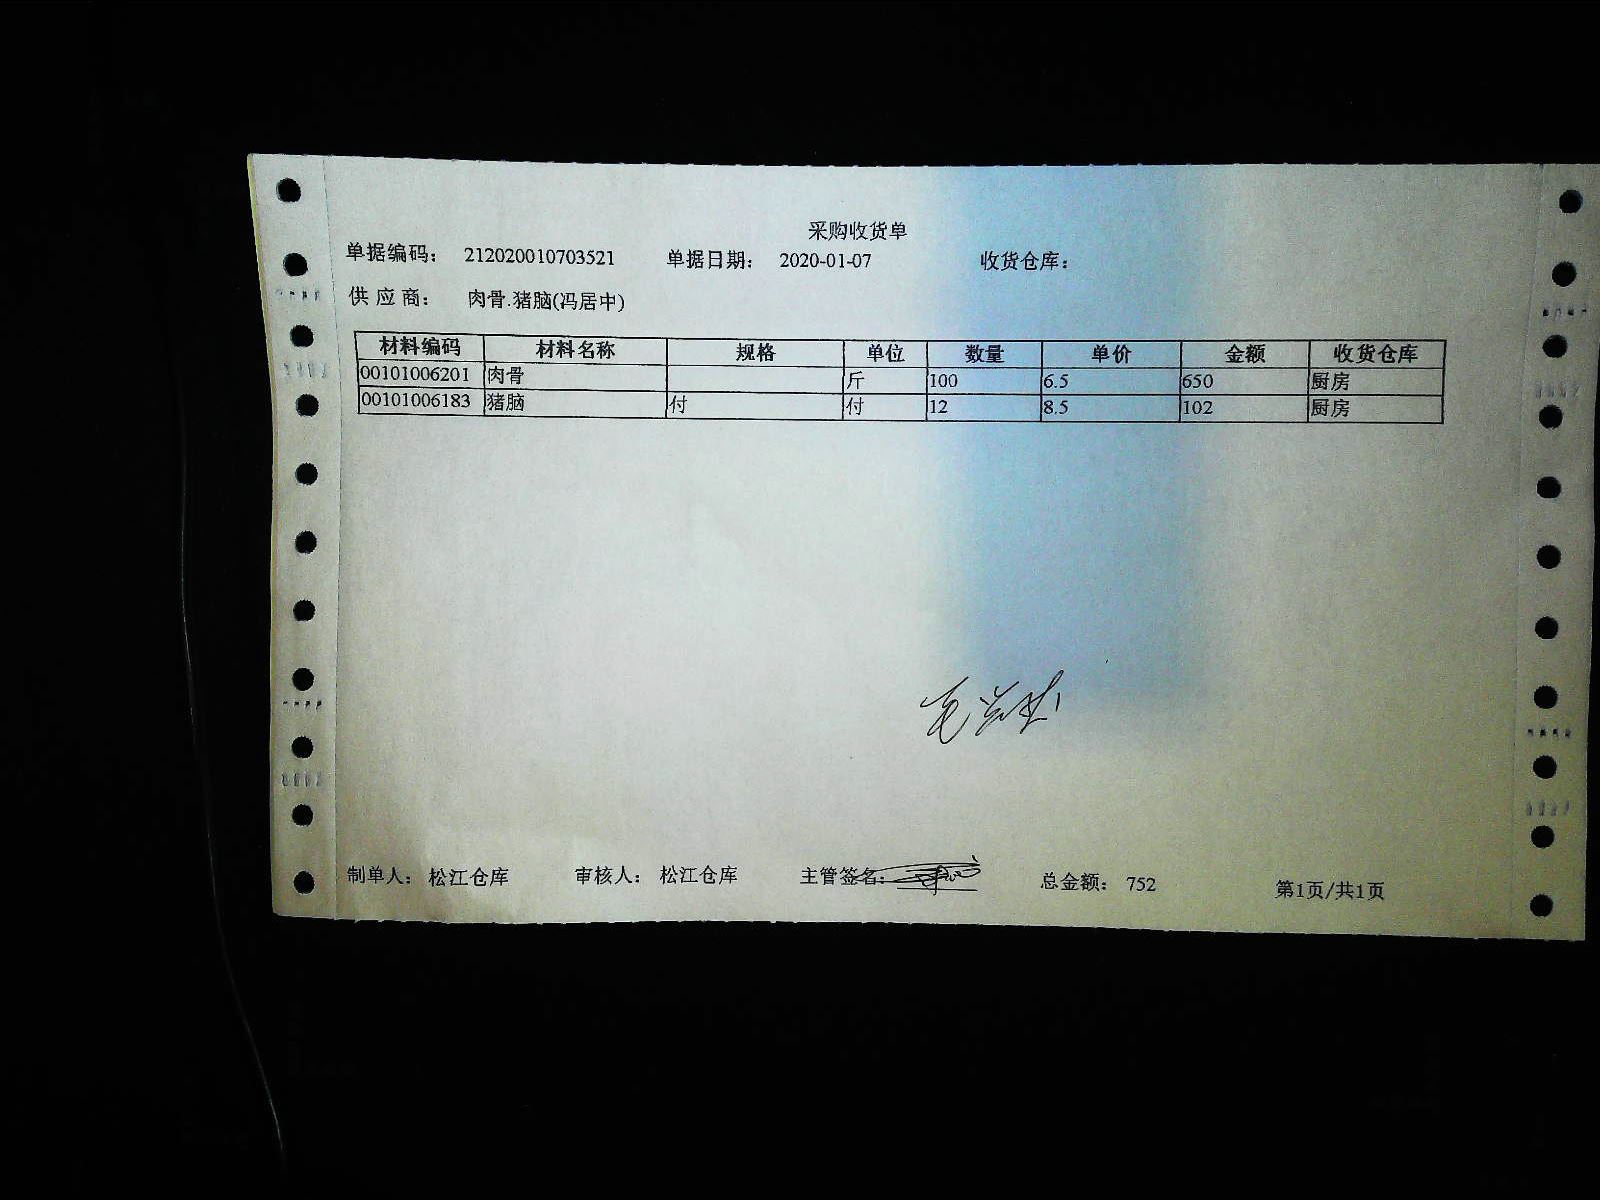 采购收货单
单据编码： 212020010703521 单据日期： 2020-01-07 收货仓库：
供应商： 肉骨.猪脑(冯居中)
材料编码 材料名称 规格 单位 数量 单价 金额 收货仓库
00101006201 肉骨 斤 100 6.5 650 厨房
00101006183 猪脑 付 付 12 8.5 102 厨房
制单人： 松江仓库 审核人： 松江仓库 主管签名： 总金额： 752 第1页/共1页